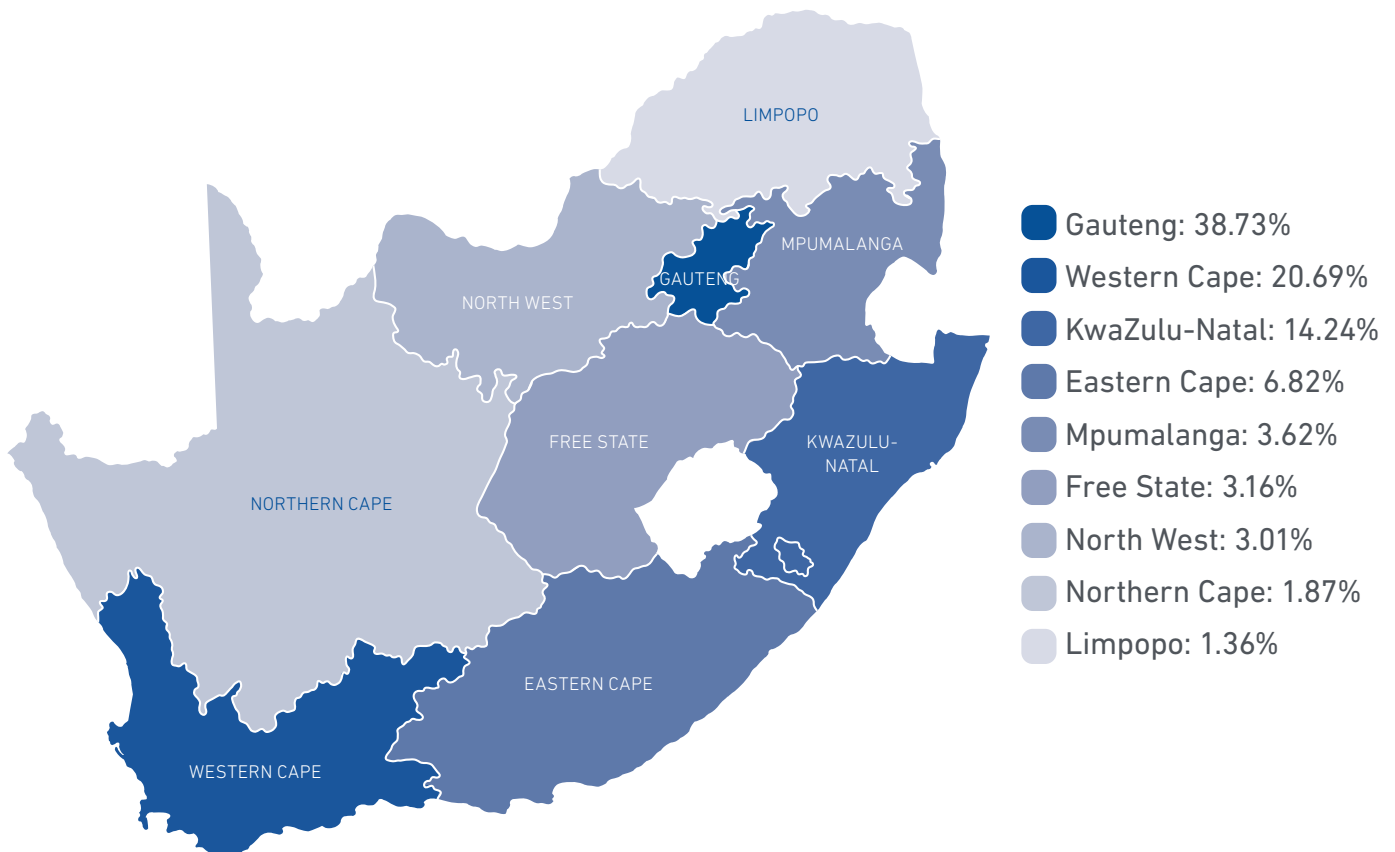 LIMPOPO
MPUMALANGA
GAUTENG
NORTH WEST
FREE STATE
KWAZULU-
NATAL
NORTHERN CAPE
EASTERN CAPE
WESTERN CAPE
Gauteng: 38.73%
Western Cape: 20.69%
KwaZulu-Natal: 14.24%
Eastern Cape: 6.82%
Mpumalanga: 3.62%
Free State: 3.16%
North West: 3.01%
Northern Cape: 1.87%
Limpopo: 1.36%